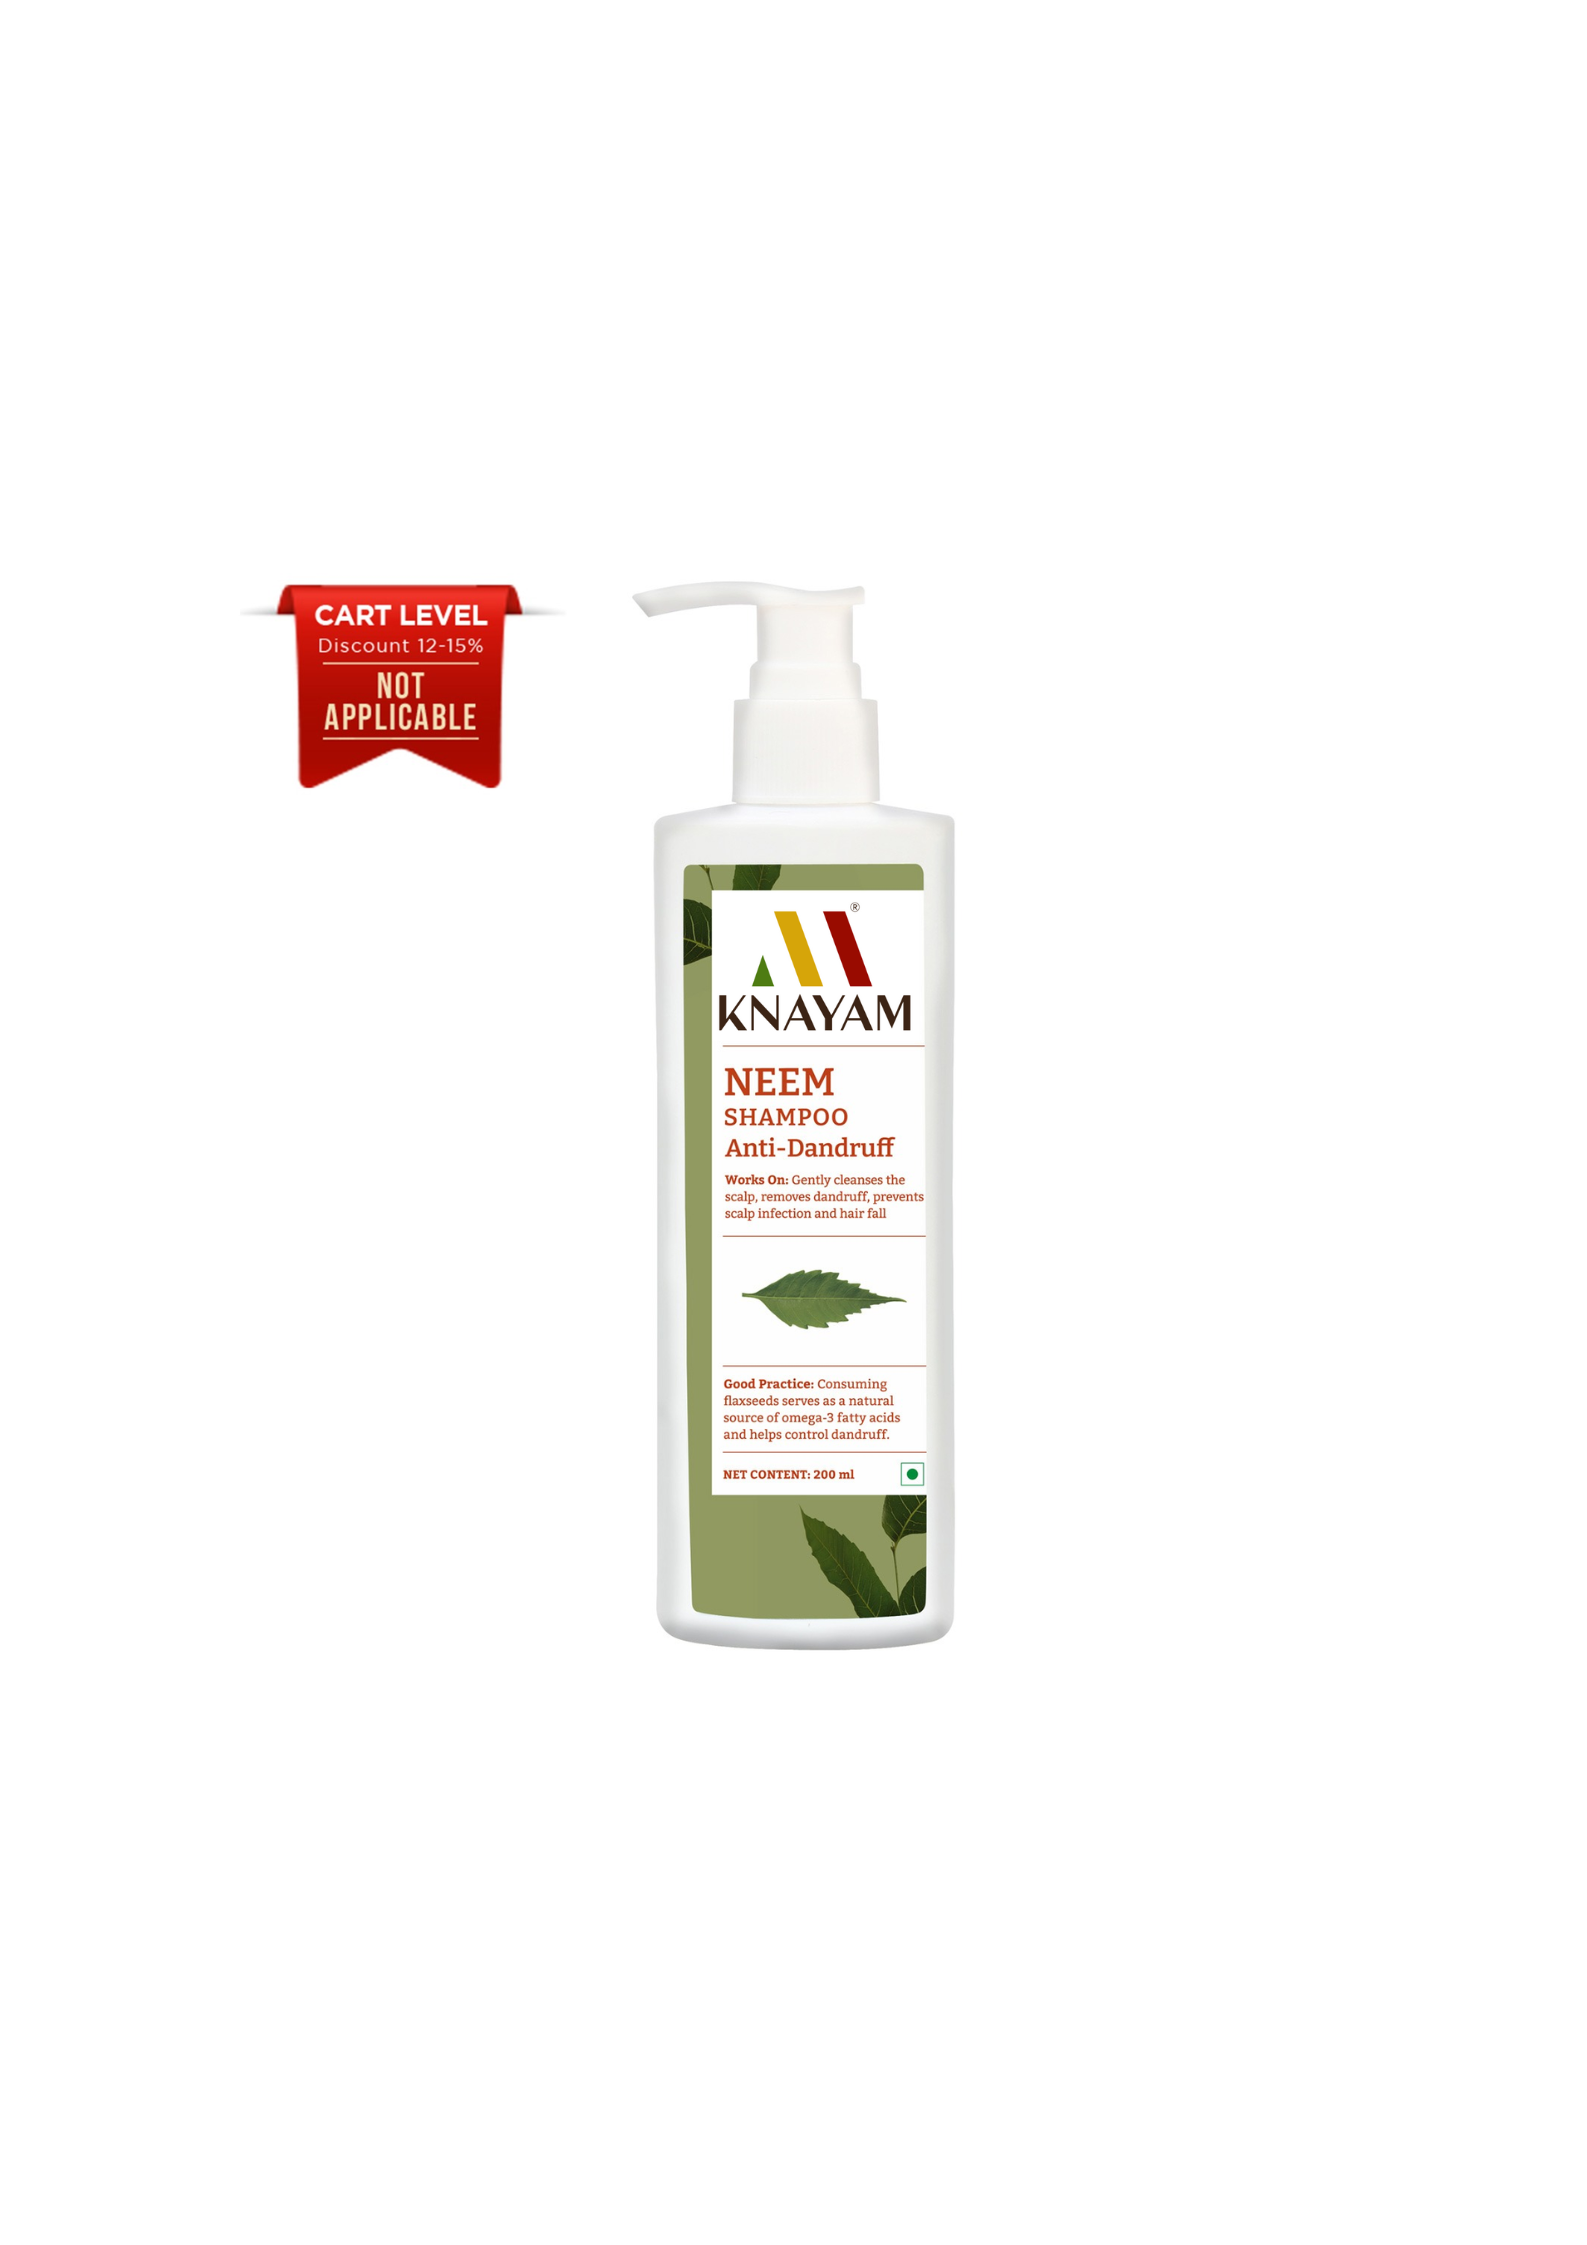 CART LEVEL
Discount 12-15%
NOT
APPLICABLE
®
KNAYAM
NEEM
SHAMPOO
Anti-Dandruff
Works On: Gently cleanses the
scalp, removes dandruff, prevents
scalp infection and hair fall
Good Practice: Consuming
flaxseeds serves as a natural
source of omega-3 fatty acids
and helps control dandruff.
NET CONTENT: 200 ml